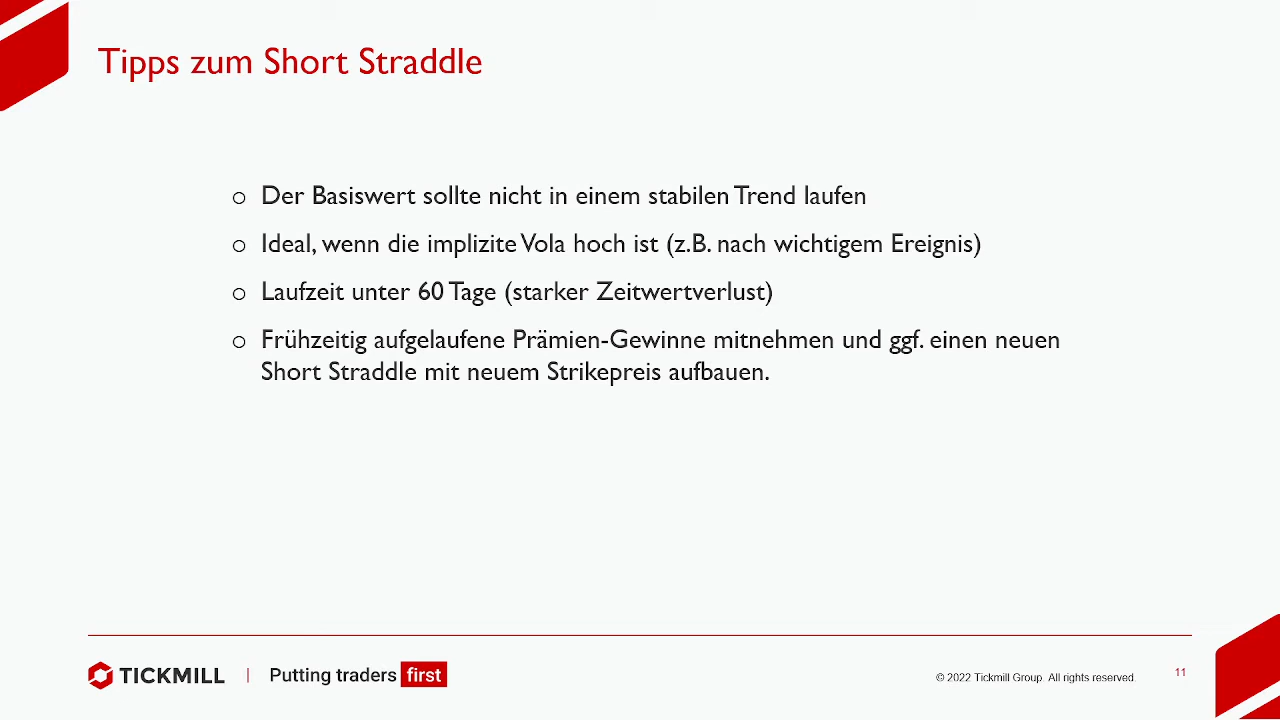 Tipps zum Short Straddle
o Der Basiswert sollte nicht in einem stabilen Trend laufen
o Ideal, wenn die implizite Vola hoch ist (z.B. nach wichtigem Ereignis)
o Laufzeit unter 60 Tage (starker Zeitwertverlust)
o Frühzeitig aufgelaufene Prämien-Gewinne mitnehmen und ggf. einen neuen
Short Straddle mit neuem Strikepreis aufbauen.
TICKMILL | Putting traders first
© 2022 Tickmill Group. All rights reserved.
11